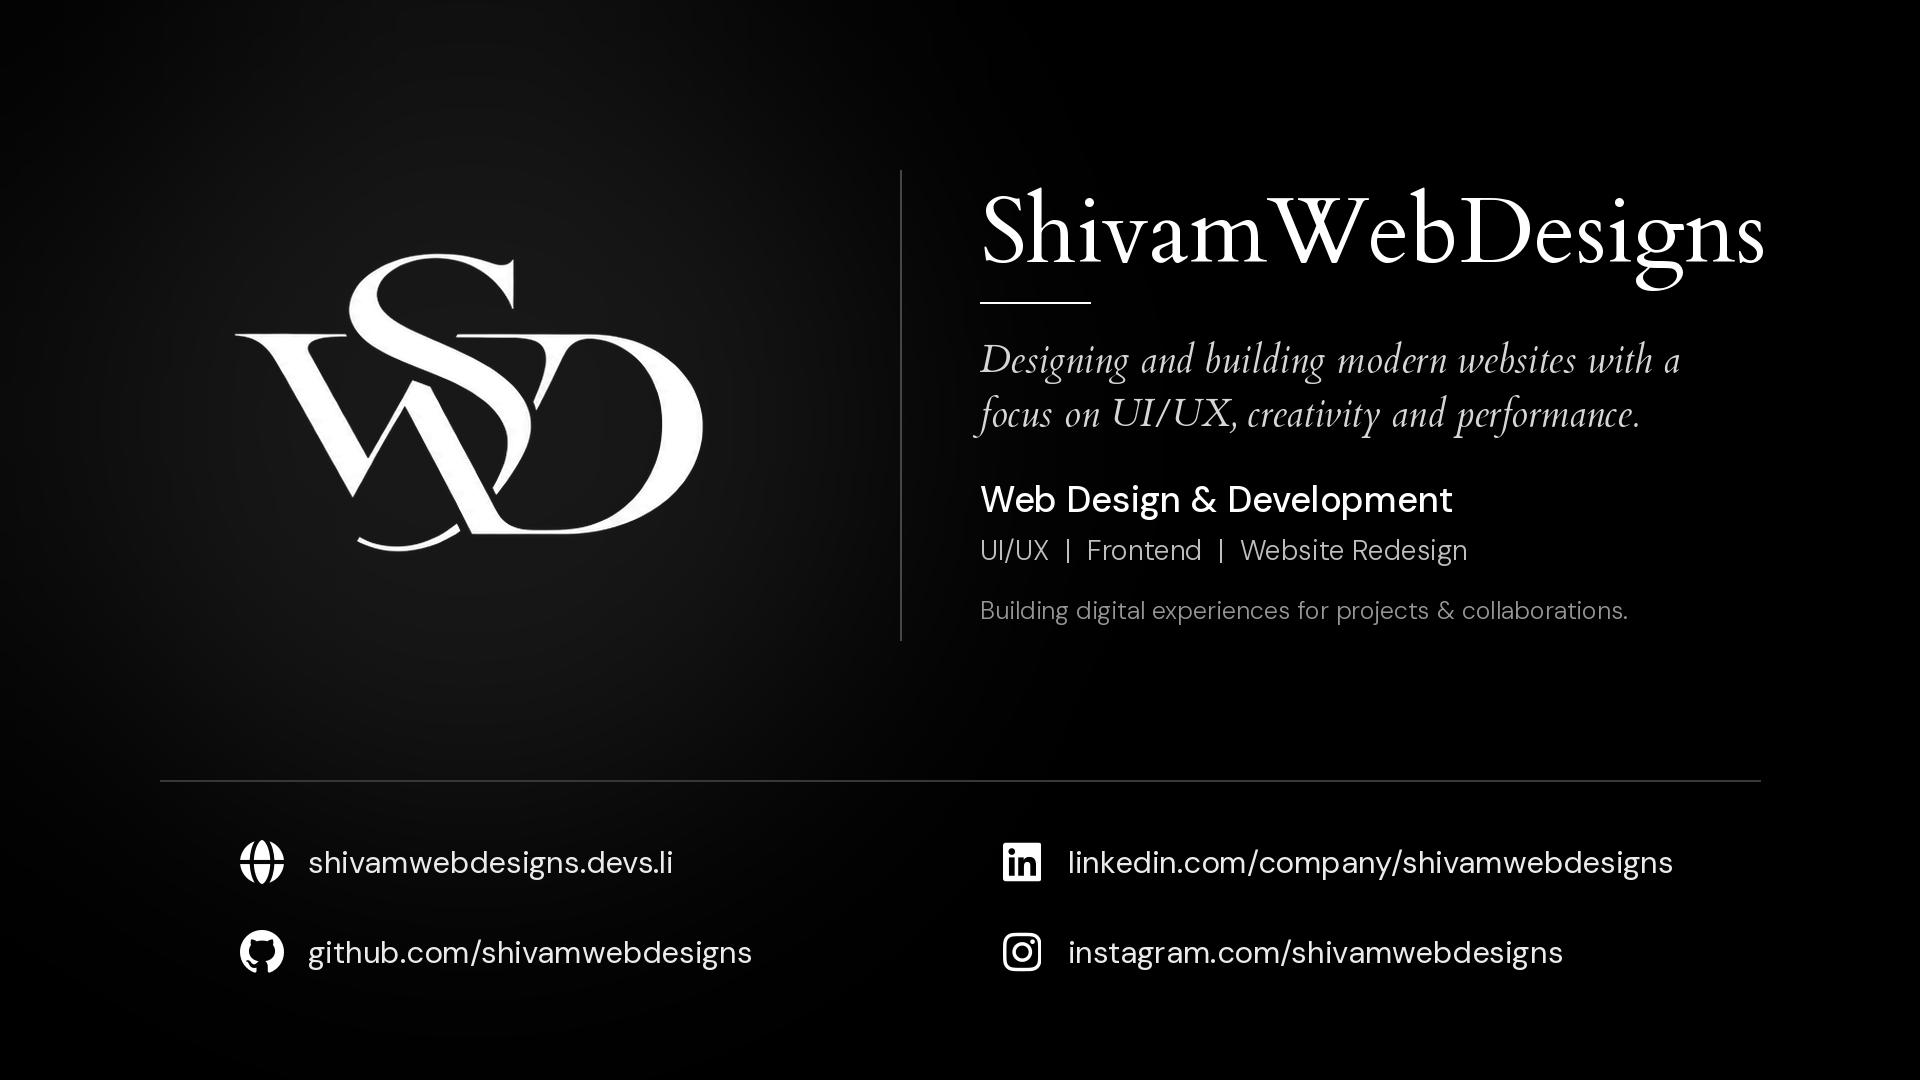 WSD
ShivamWebDesigns
Designing and building modern websites with a
focus on UI/UX, creativity and performance.
Web Design & Development
UI/UX | Frontend | Website Redesign
Building digital experiences for projects & collaborations.
shivamwebdesigns.devs.li
linkedin.com/company/shivamwebdesigns
github.com/shivamwebdesigns
instagram.com/shivamwebdesigns